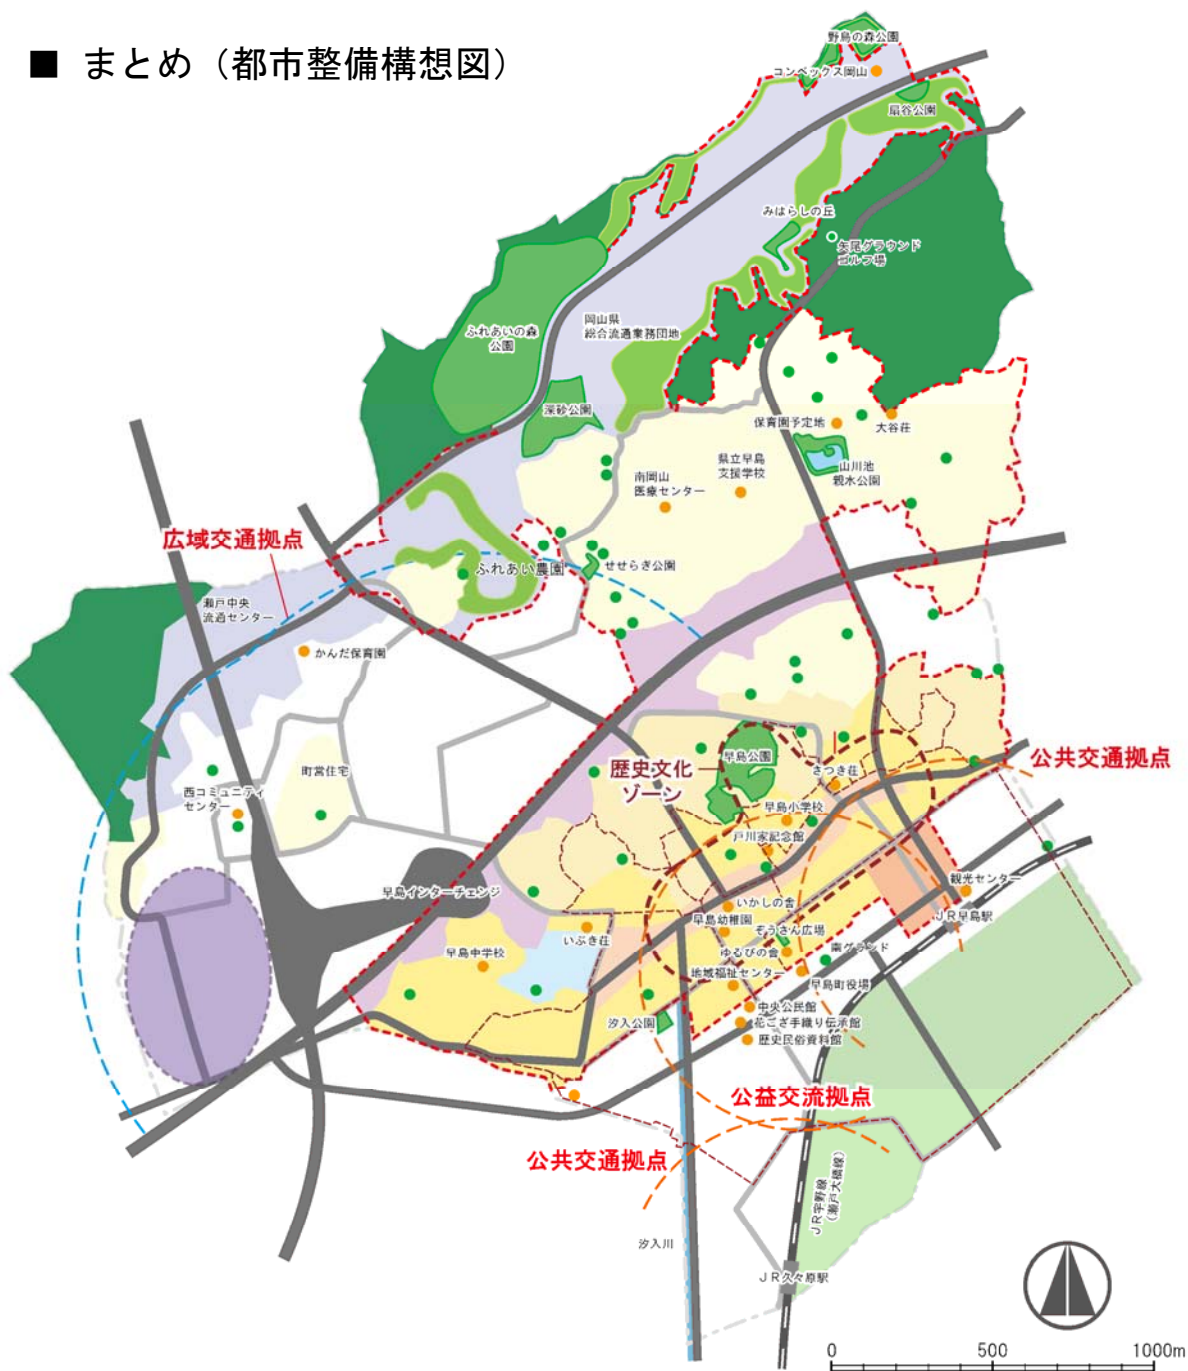 ■ まとめ（都市整備構想図）
野鳥の森公園
コンベックス岡山
扇谷公園
みはらしの丘
矢尾グラウンド
ゴルフ場
岡山県
総合流通業務団地
ふれあいの森
公園
深砂公園
保育園予定地
大谷荘
県立早島
支援学校
南岡山
医療センター
山川池
親水公園
広域交通拠点
ふれあい農園
せせらぎ公園
瀬戸中央
流通センター
かんだ保育園
歴史文化
ゾーン
早島公園
さつき荘
公共交通拠点
町営住宅
西コミュニティ
センター
早島小学校
戸川家記念館
早島インターチェンジ
観光センター
いかしの舎
JR早島駅
早島幼稚園
ぞうさん広場
いぶき荘
早島中学校
ゆるびの舎
南グランド
地域福祉センター
早島町役場
中央公民館
汐入公園
花ござ手織り伝承館
歴史民俗資料館
公益交流拠点
公共交通拠点
JR宇野線
（瀬戸大橋線）
汐入川
JR久々原駅
0 500 1000m